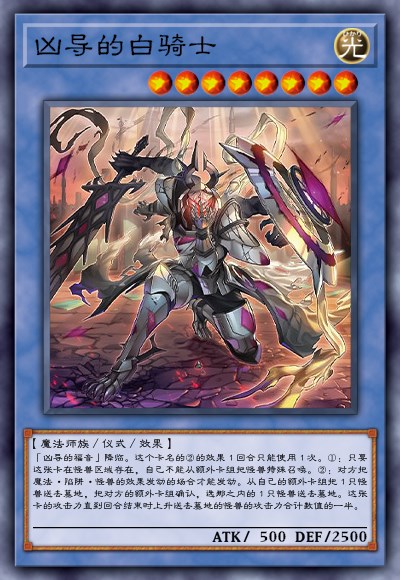 凶导的白骑士
ひかり
光
【魔法师族／仪式／效果】
「凶导的福音」降临。这个卡名的②的效果１回合只能使用１次。①：只要
这张卡在怪兽区域存在，自己不能从额外卡组把怪兽特殊召唤。②：对方把
魔法·陷阱·怪兽的效果发动的场合才能发动。从自己的额外卡组把１只怪
兽送去墓地，把对方的额外卡组确认，选那之内的１只怪兽送去墓地。这张卡
的攻击力直到回合结束时上升送去墓地的怪兽的攻击力合计数值的一半。
ATK/ 500 DEF/2500